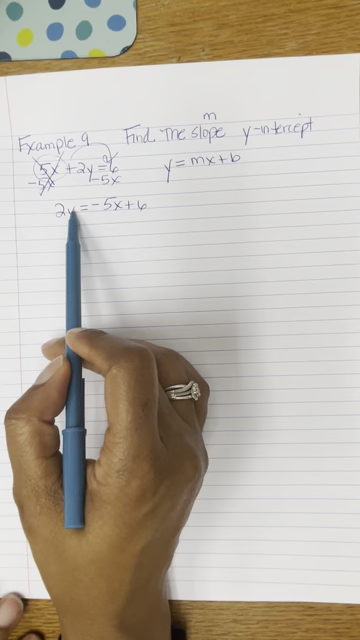 m
Example 9 Find the slope y-intercept
5x + 2y = 6 y = mx + b
-5x -5x
2y = -5x + 6